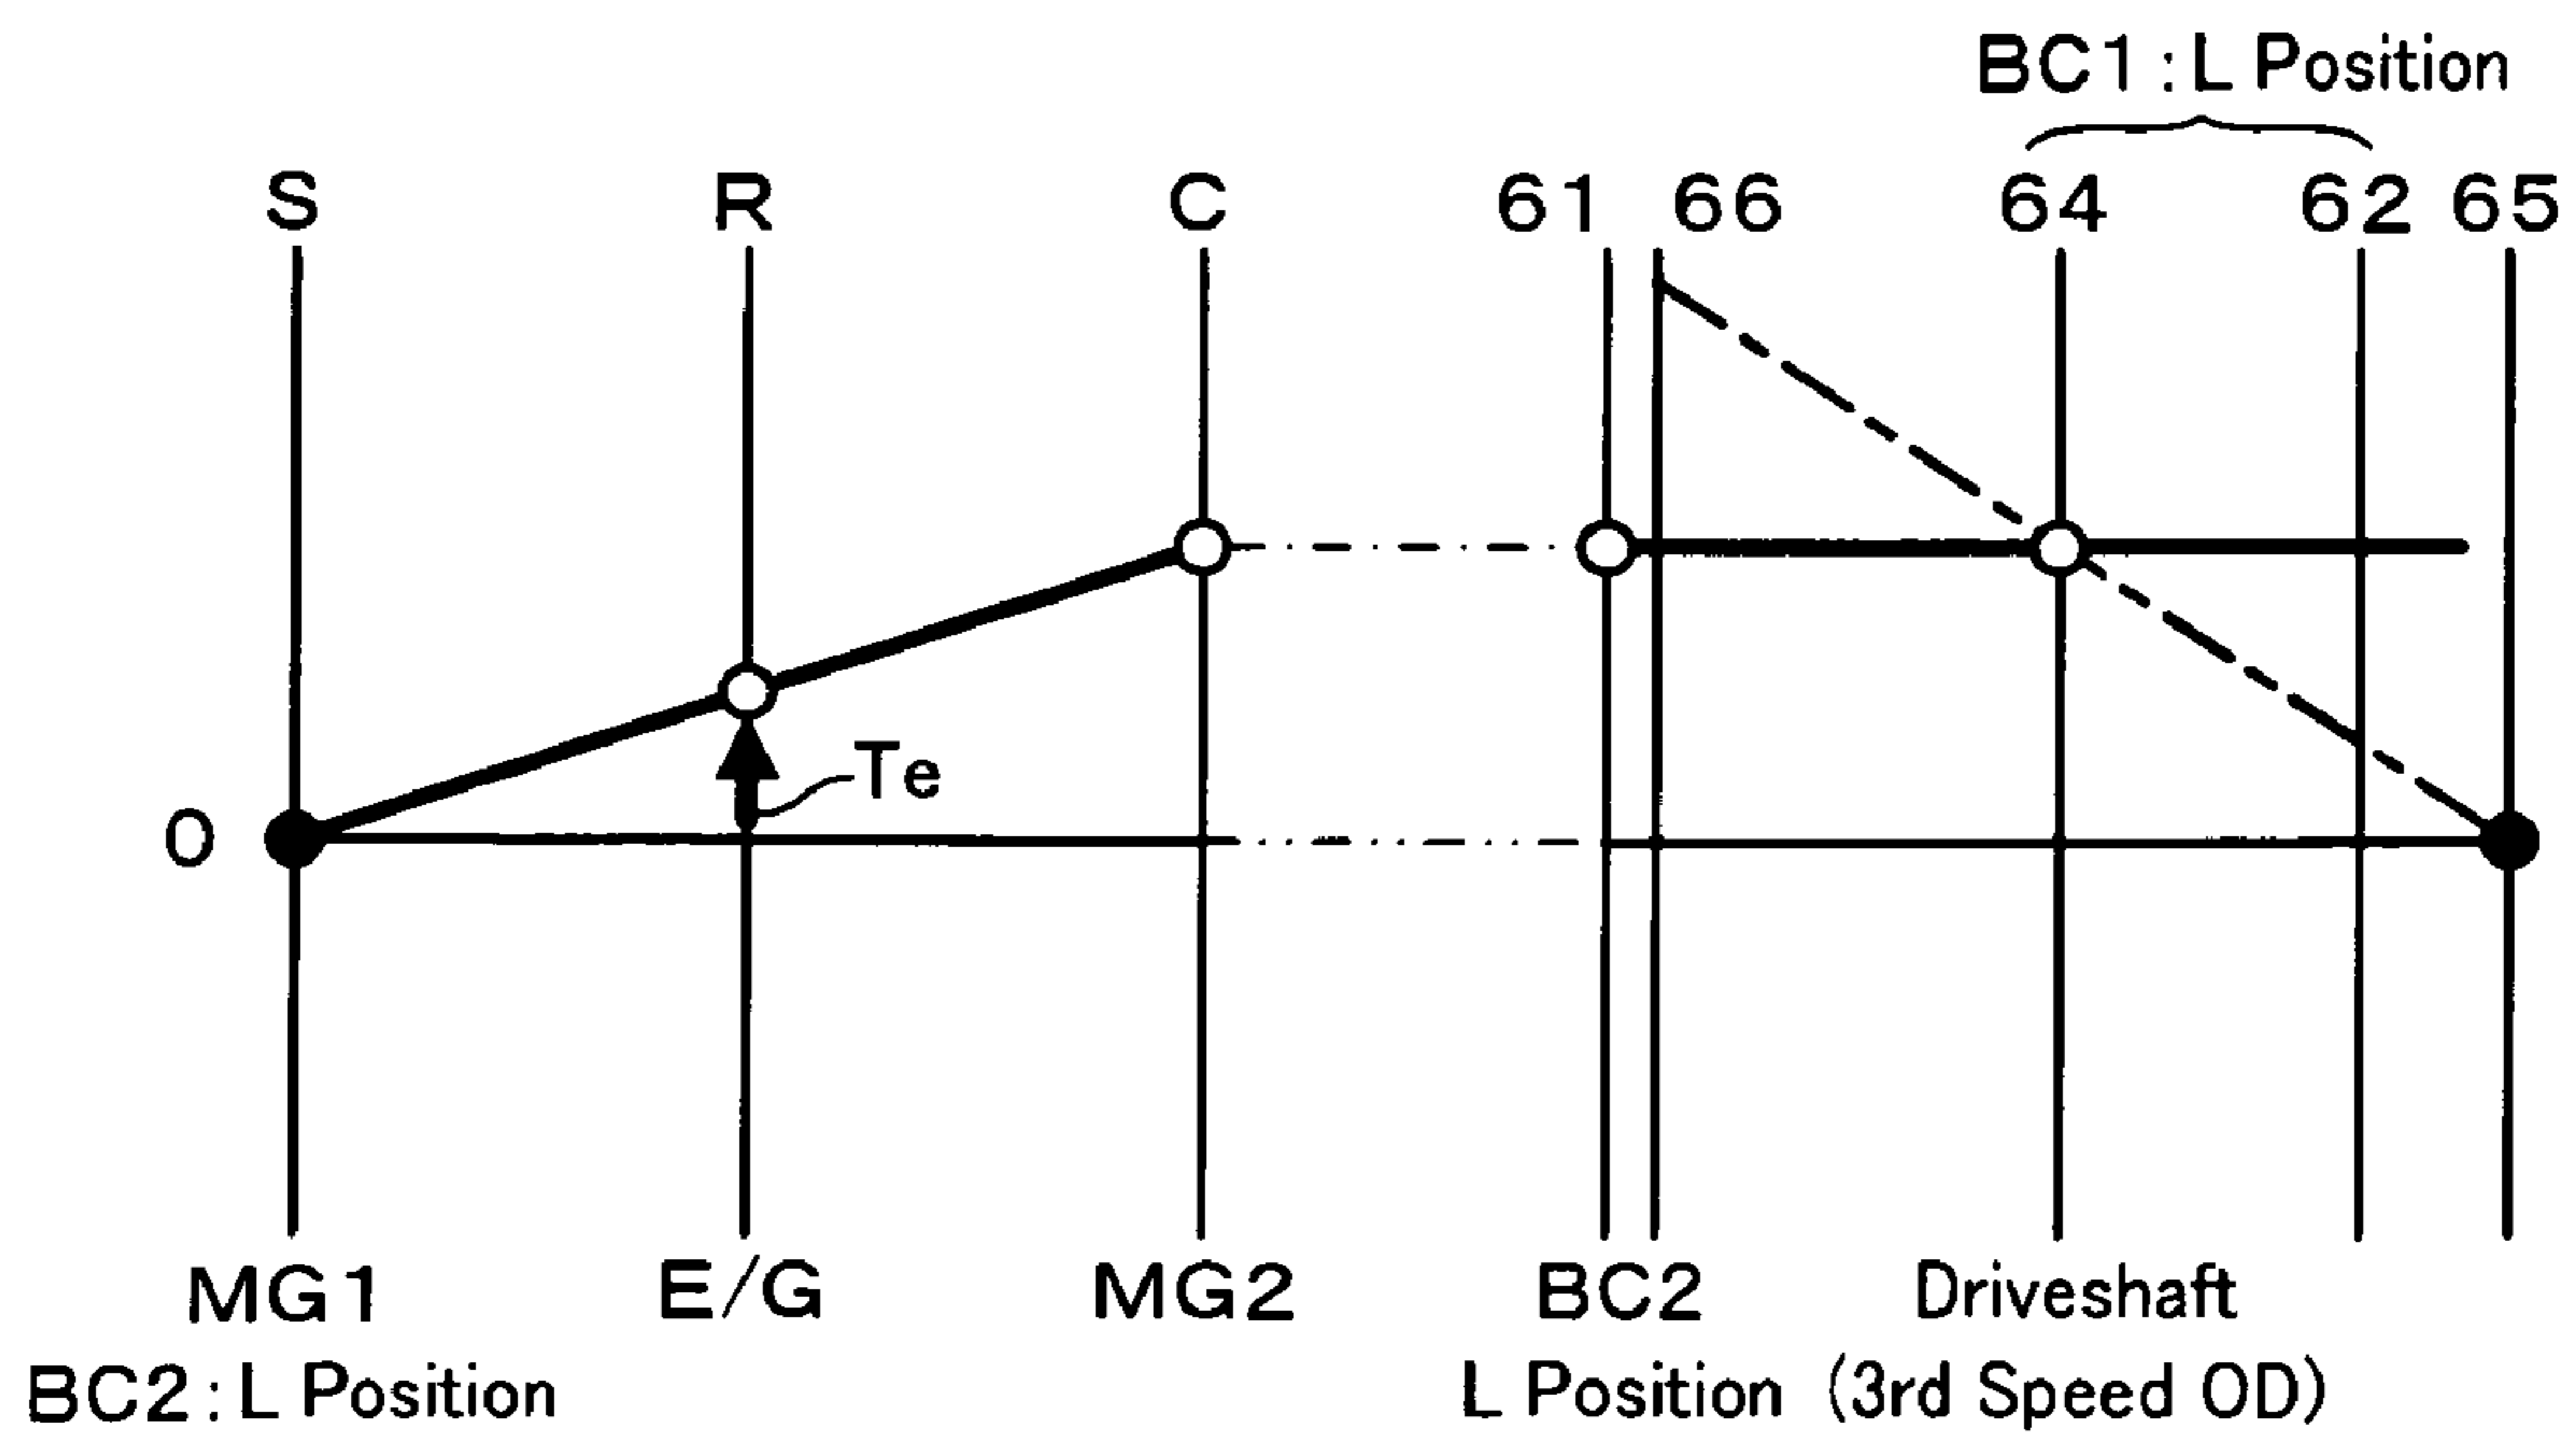 BC1 : L Position
S R C 61 66 64 62 65
Te
0
MG1 E/G MG2 BC2 Driveshaft
BC2 : L Position L Position (3rd Speed OD)